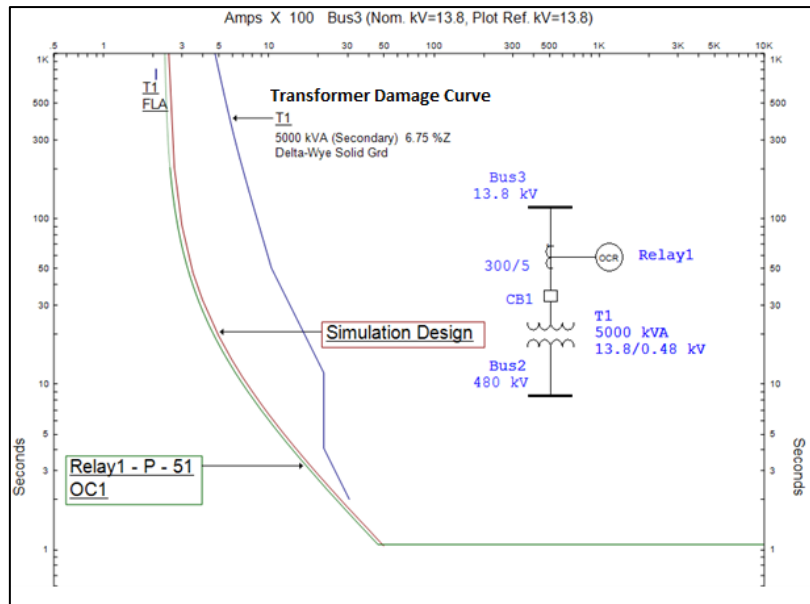 Amps X 100 Bus3 (Nom. kV=13.8, Plot Ref. kV=13.8)
.5 1 3 5 10 30 50 100 300 500 1K 3K 5K 10K
1K
500
300
100
50
30
10
5
3
1
Seconds
1K
500
300
100
50
30
10
5
3
1
Seconds
T1
FLA
Transformer Damage Curve
T1
5000 kVA (Secondary) 6.75 %Z
Delta-Wye Solid Grd
Bus3
13.8 kV
300/5
OCR
Relay1
CB1
T1
5000 kVA
13.8/0.48 kV
Bus2
480 kV
Simulation Design
Relay1 - P - 51
OC1